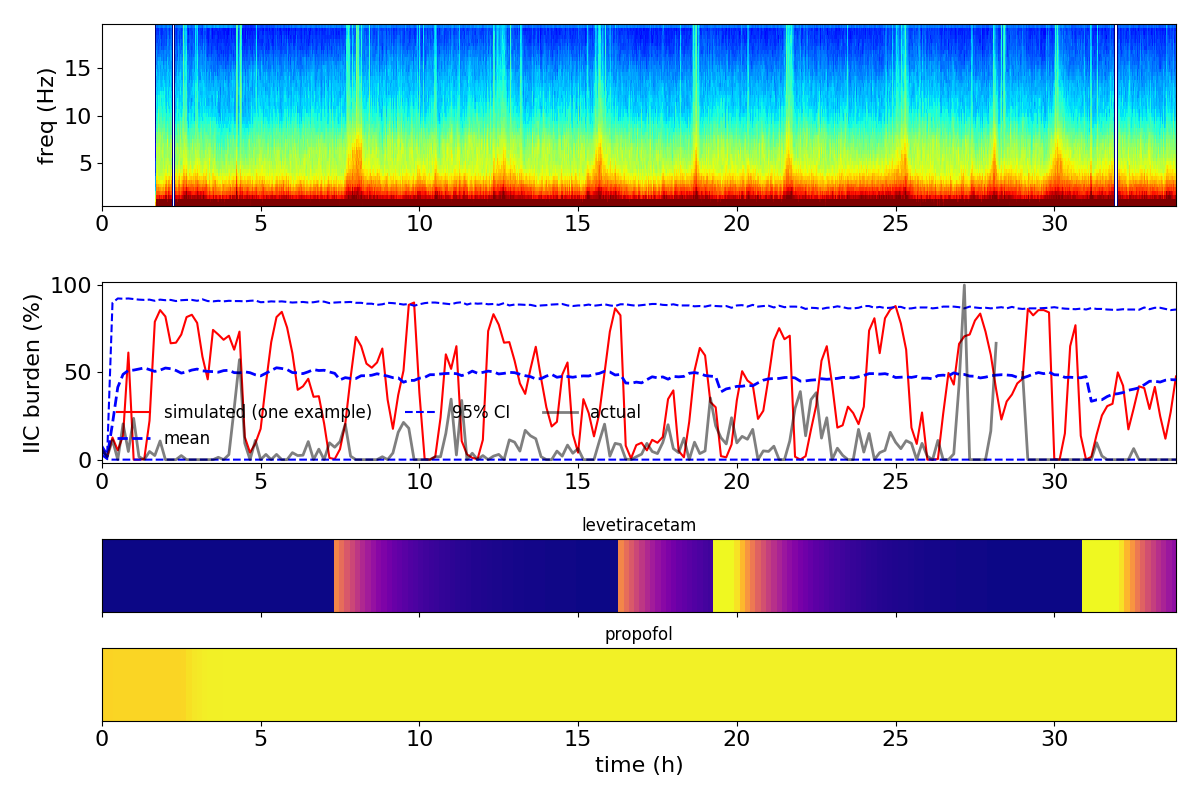 freq (Hz)
15
10
5
0 5 10 15 20 25 30
IIC burden (%)
100
50
0
simulated (one example) 95% CI actual
mean
0 5 10 15 20 25 30
levetiracetam
propofol
0 5 10 15 20 25 30
time (h)